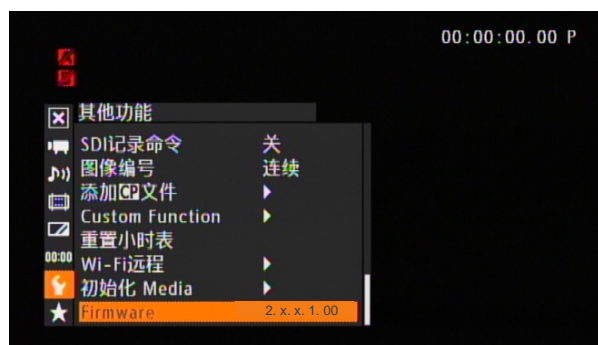 00:00:00.00 P
其他功能
SDI记录命令 关
图像编号 连续
添加CP文件
Custom Function
重置小时表
00:00
Wi-Fi远程
初始化 Media
Firmware 2. x. x. 1. 00